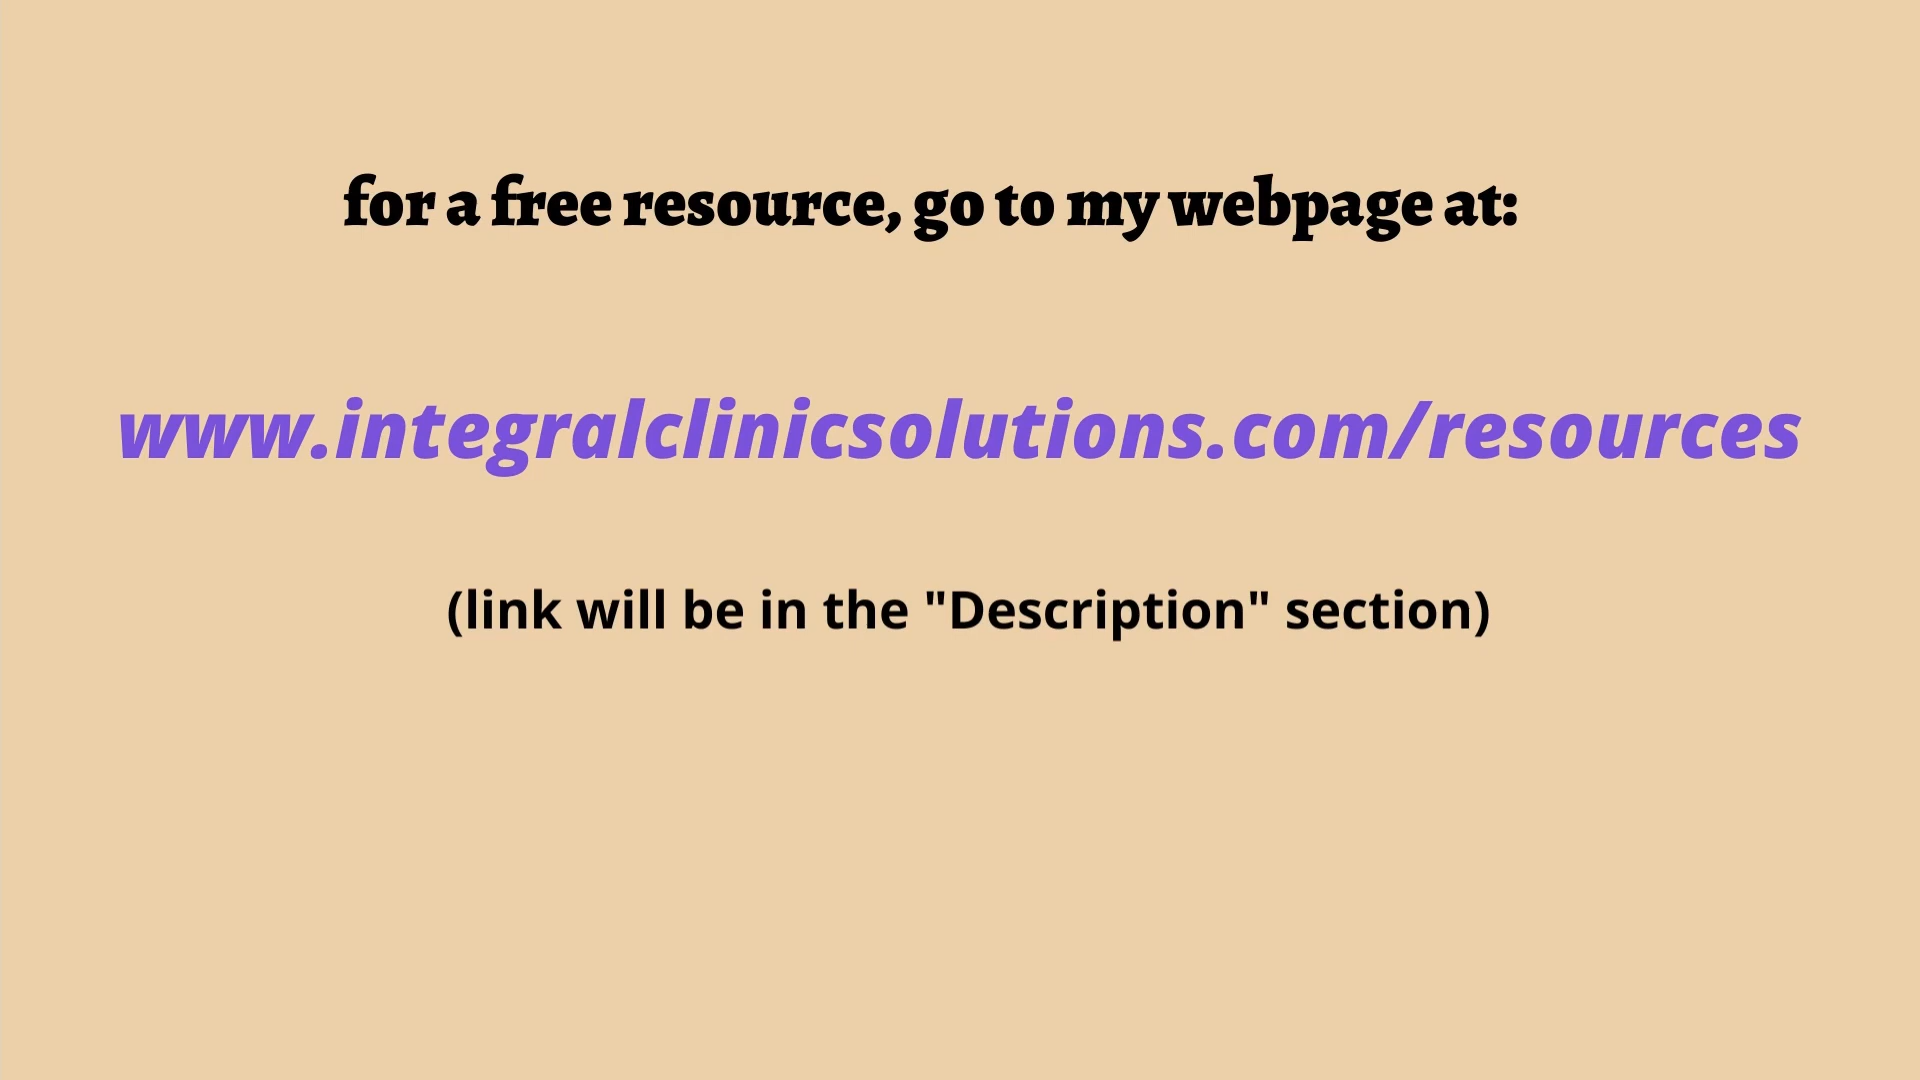 for a free resource, go to my webpage at:
www.integralclinicsolutions.com/resources
(link will be in the "Description" section)